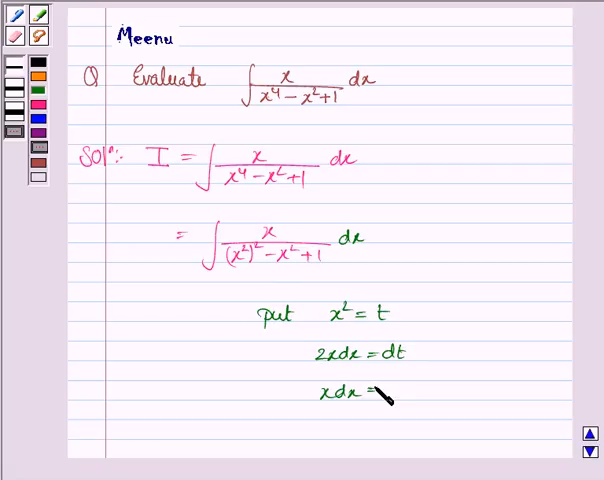 Meenu
Q Evaluate ∫ x / (x⁴ − x² + 1) dx
Solⁿ: I = ∫ x / (x⁴ − x² + 1) dx
= ∫ x / ((x²)² − x² + 1) dx
put x² = t
2xdx = dt
xdx =